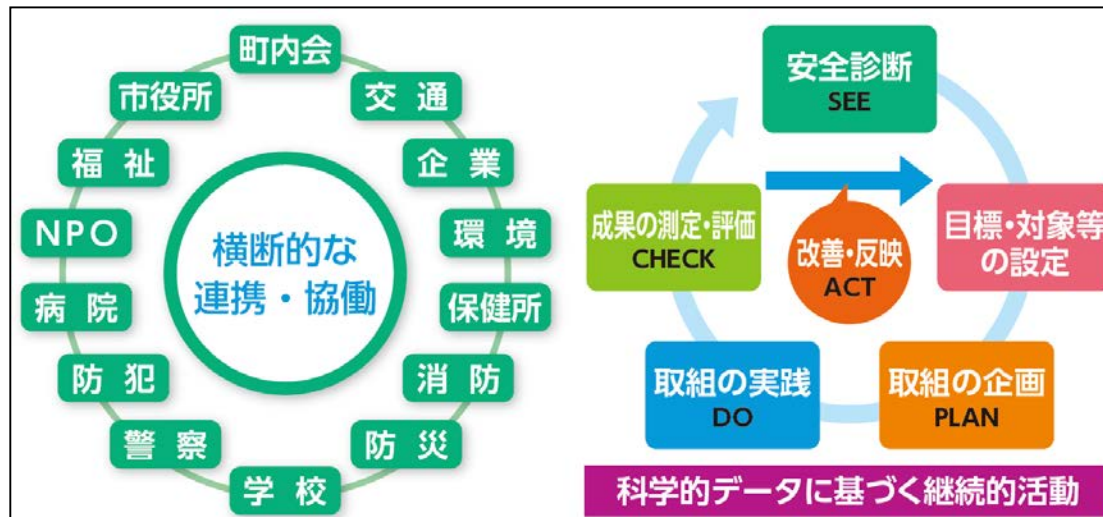 町内会
交通
企業
環境
保健所
消防
防災
学校
警察
防犯
病院
NPO
福祉
市役所
横断的な
連携・協働
安全診断
SEE
目標・対象等
の設定
取組の企画
PLAN
取組の実践
DO
成果の測定・評価
CHECK
改善・反映
ACT
科学的データに基づく継続的活動